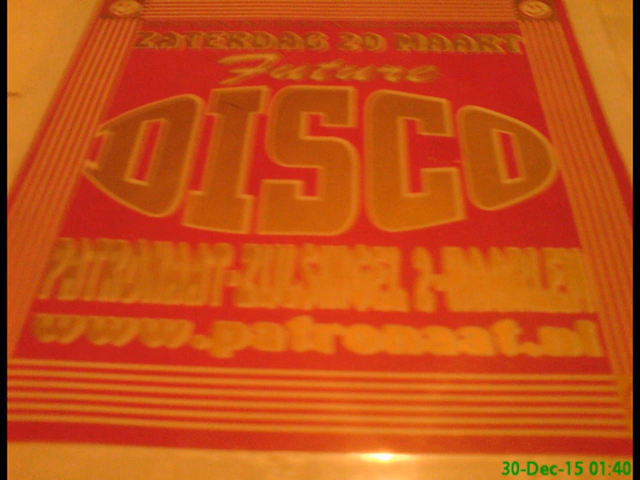 ZATERDAG 20 MAART
Future
DISCO
PATRONAAT-ZIJLSINGEL 2-HAARLEM
www.patronaat.nl
30-Dec-15 01:40